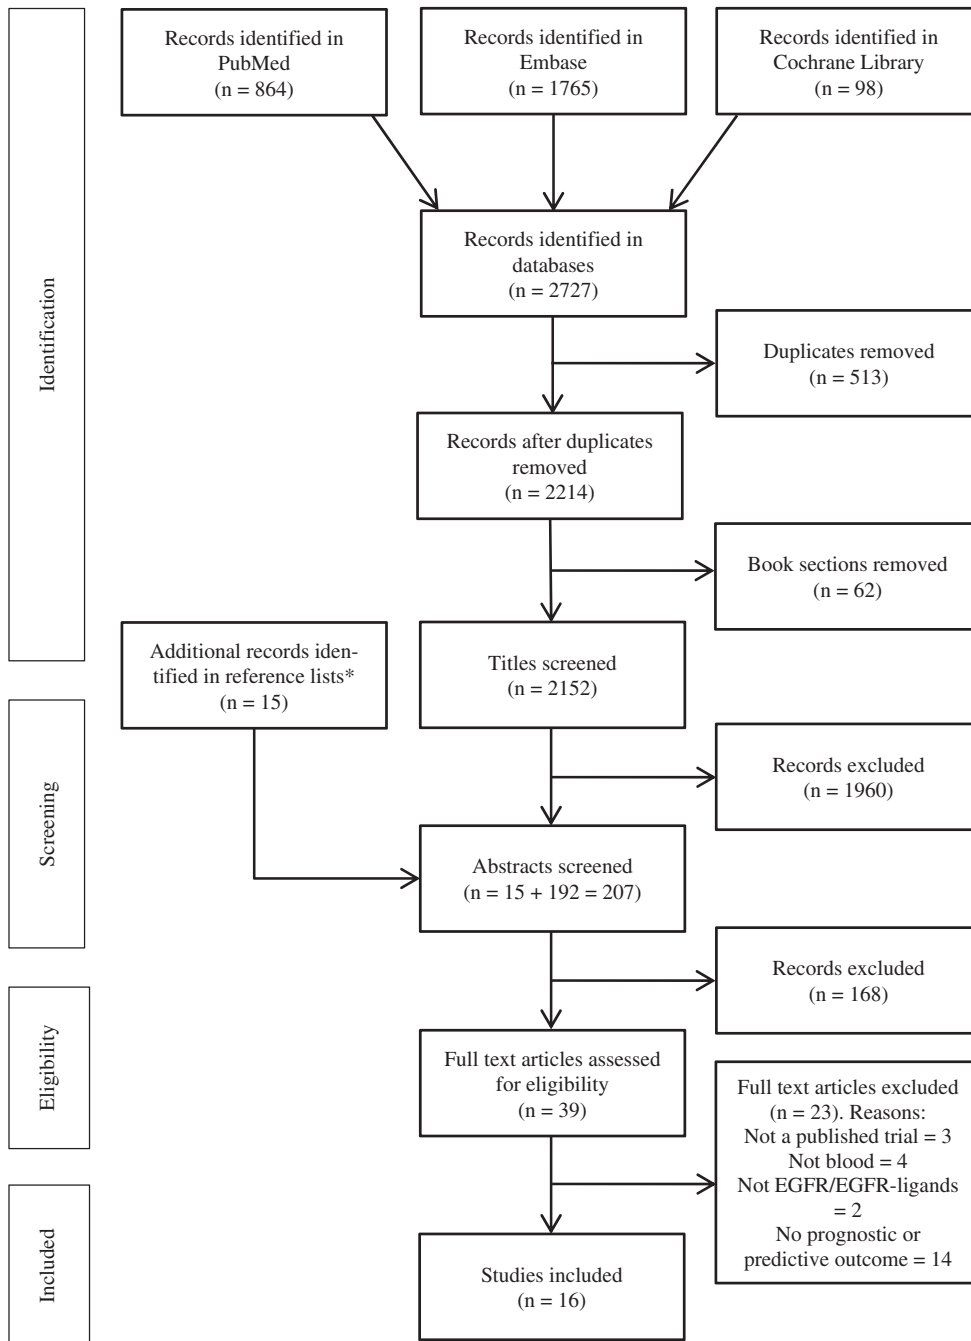 Records identified in
PubMed
(n = 864)
Records identified in
Embase
(n = 1765)
Records identified in
Cochrane Library
(n = 98)
Identification
Records identified in
databases
(n = 2727)
Duplicates removed
(n = 513)
Records after duplicates
removed
(n = 2214)
Book sections removed
(n = 62)
Additional records iden-
tified in reference lists*
(n = 15)
Titles screened
(n = 2152)
Screening
Records excluded
(n = 1960)
Abstracts screened
(n = 15 + 192 = 207)
Records excluded
(n = 168)
Eligibility
Full text articles assessed
for eligibility
(n = 39)
Full text articles excluded
(n = 23). Reasons:
Not a published trial = 3
Not blood = 4
Not EGFR/EGFR-ligands
= 2
No prognostic or
predictive outcome = 14
Included
Studies included
(n = 16)